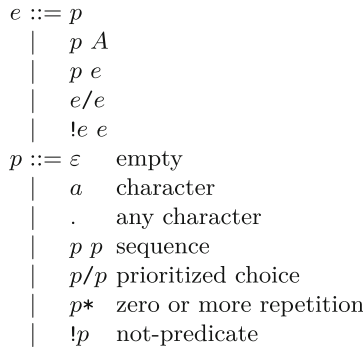 e ::= p
| p A
| p e
| e/e
| !e e
p ::= ε empty
| a character
| . any character
| p p sequence
| p/p prioritized choice
| p* zero or more repetition
| !p not-predicate